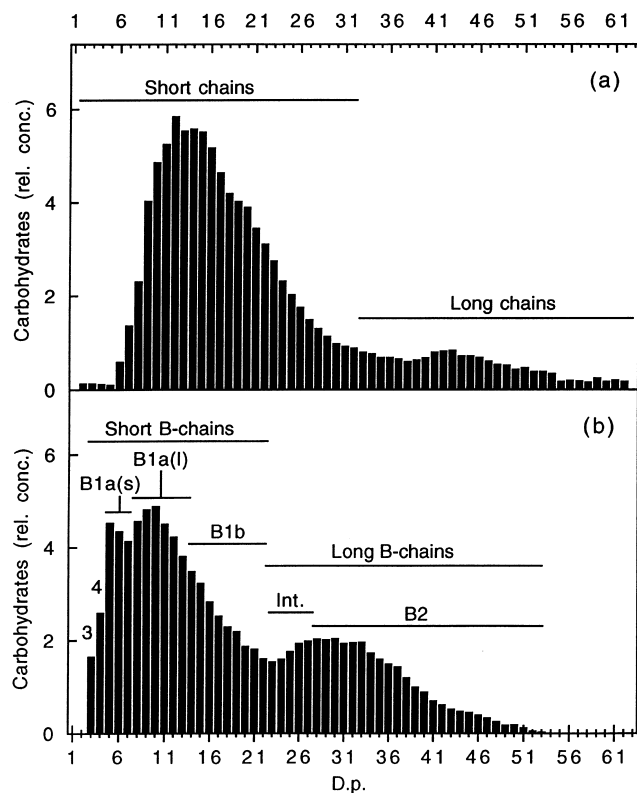 1 6 11 16 21 26 31 36 41 46 51 56 61
Short chains
(a)
6
4
2
0
Long chains
Carbohydrates (rel. conc.)
Short B-chains
(b)
6
B1a(l)
B1a(s)
B1b
Long B-chains
4
4
Int.
B2
3
2
0
Carbohydrates (rel. conc.)
1 6 11 16 21 26 31 36 41 46 51 56 61
D.p.